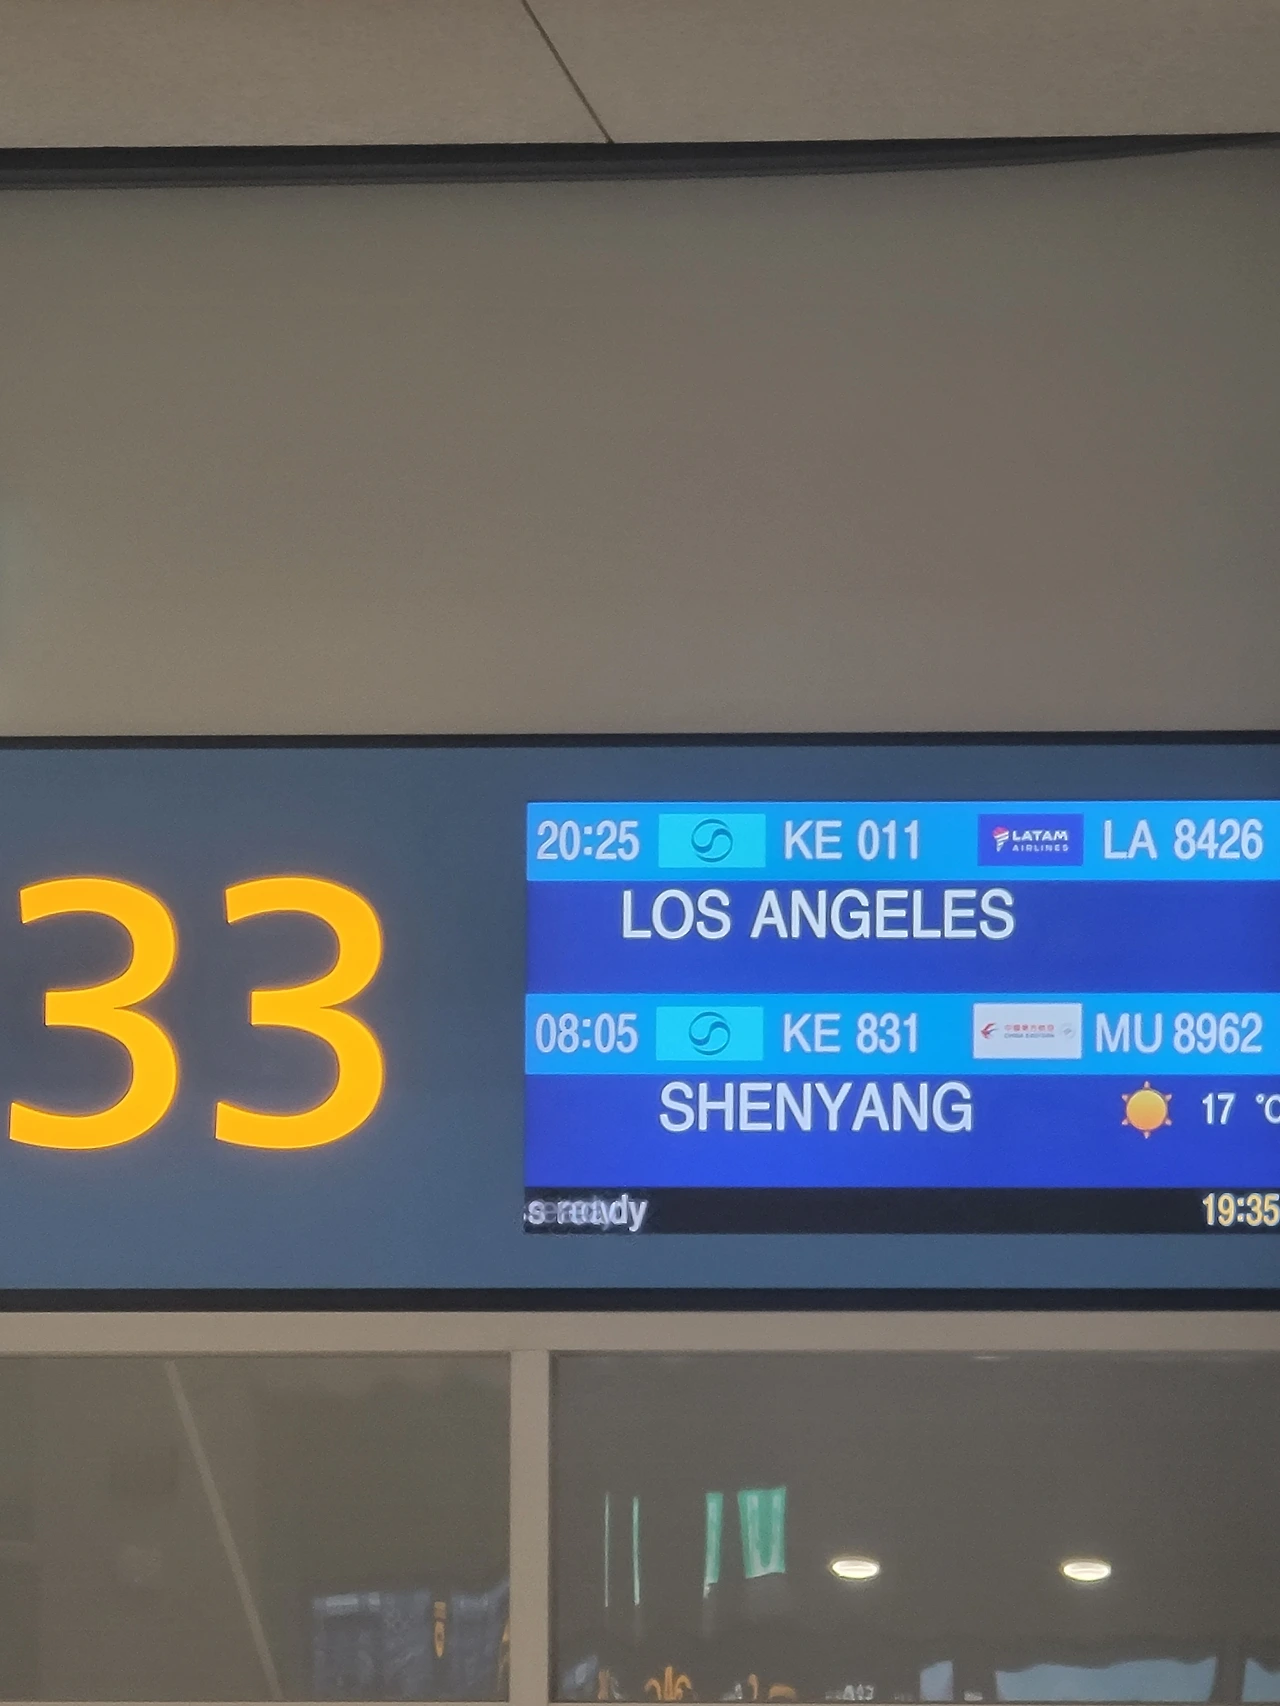 33
20:25 KE 011 LATAM AIRLINES LA 8426
LOS ANGELES
08:05 KE 831 MU 8962
SHENYANG 17 °C
ready
19:35